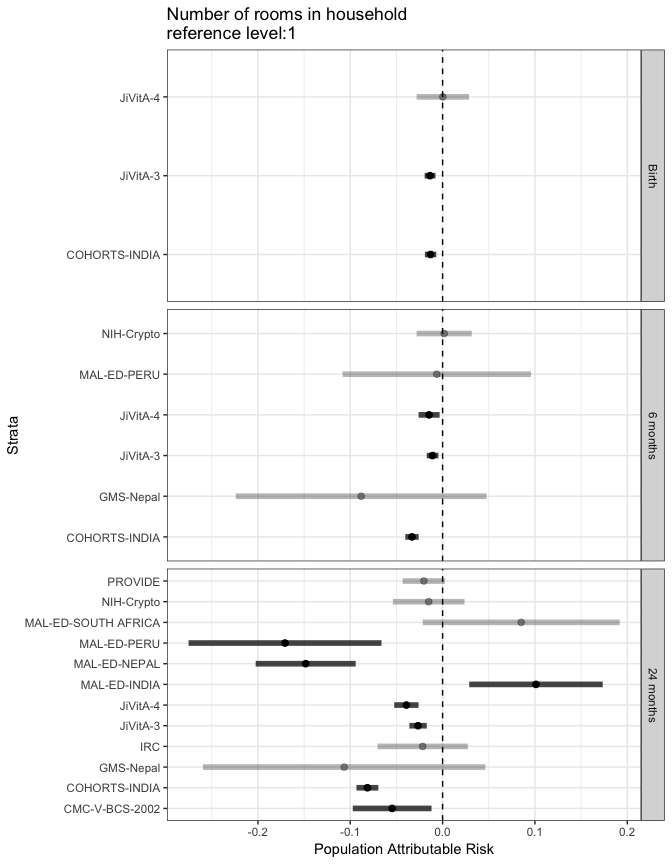 Number of rooms in household
reference level:1
JiVitA-4
JiVitA-3
COHORTS-INDIA
Birth
NIH-Crypto
MAL-ED-PERU
JiVitA-4
JiVitA-3
GMS-Nepal
COHORTS-INDIA
6 months
PROVIDE
NIH-Crypto
MAL-ED-SOUTH AFRICA
MAL-ED-PERU
MAL-ED-NEPAL
MAL-ED-INDIA
JiVitA-4
JiVitA-3
IRC
GMS-Nepal
COHORTS-INDIA
CMC-V-BCS-2002
24 months
Strata
-0.2 -0.1 0.0 0.1 0.2
Population Attributable Risk